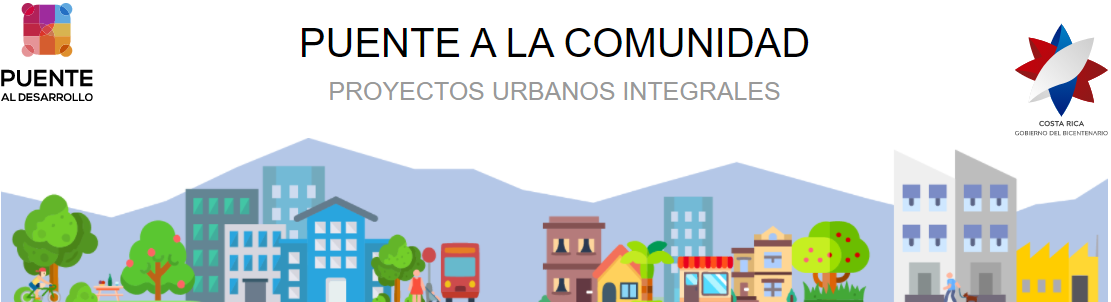 PUENTE
AL DESARROLLO
PUENTE A LA COMUNIDAD
PROYECTOS URBANOS INTEGRALES
COSTA RICA
GOBIERNO DEL BICENTENARIO